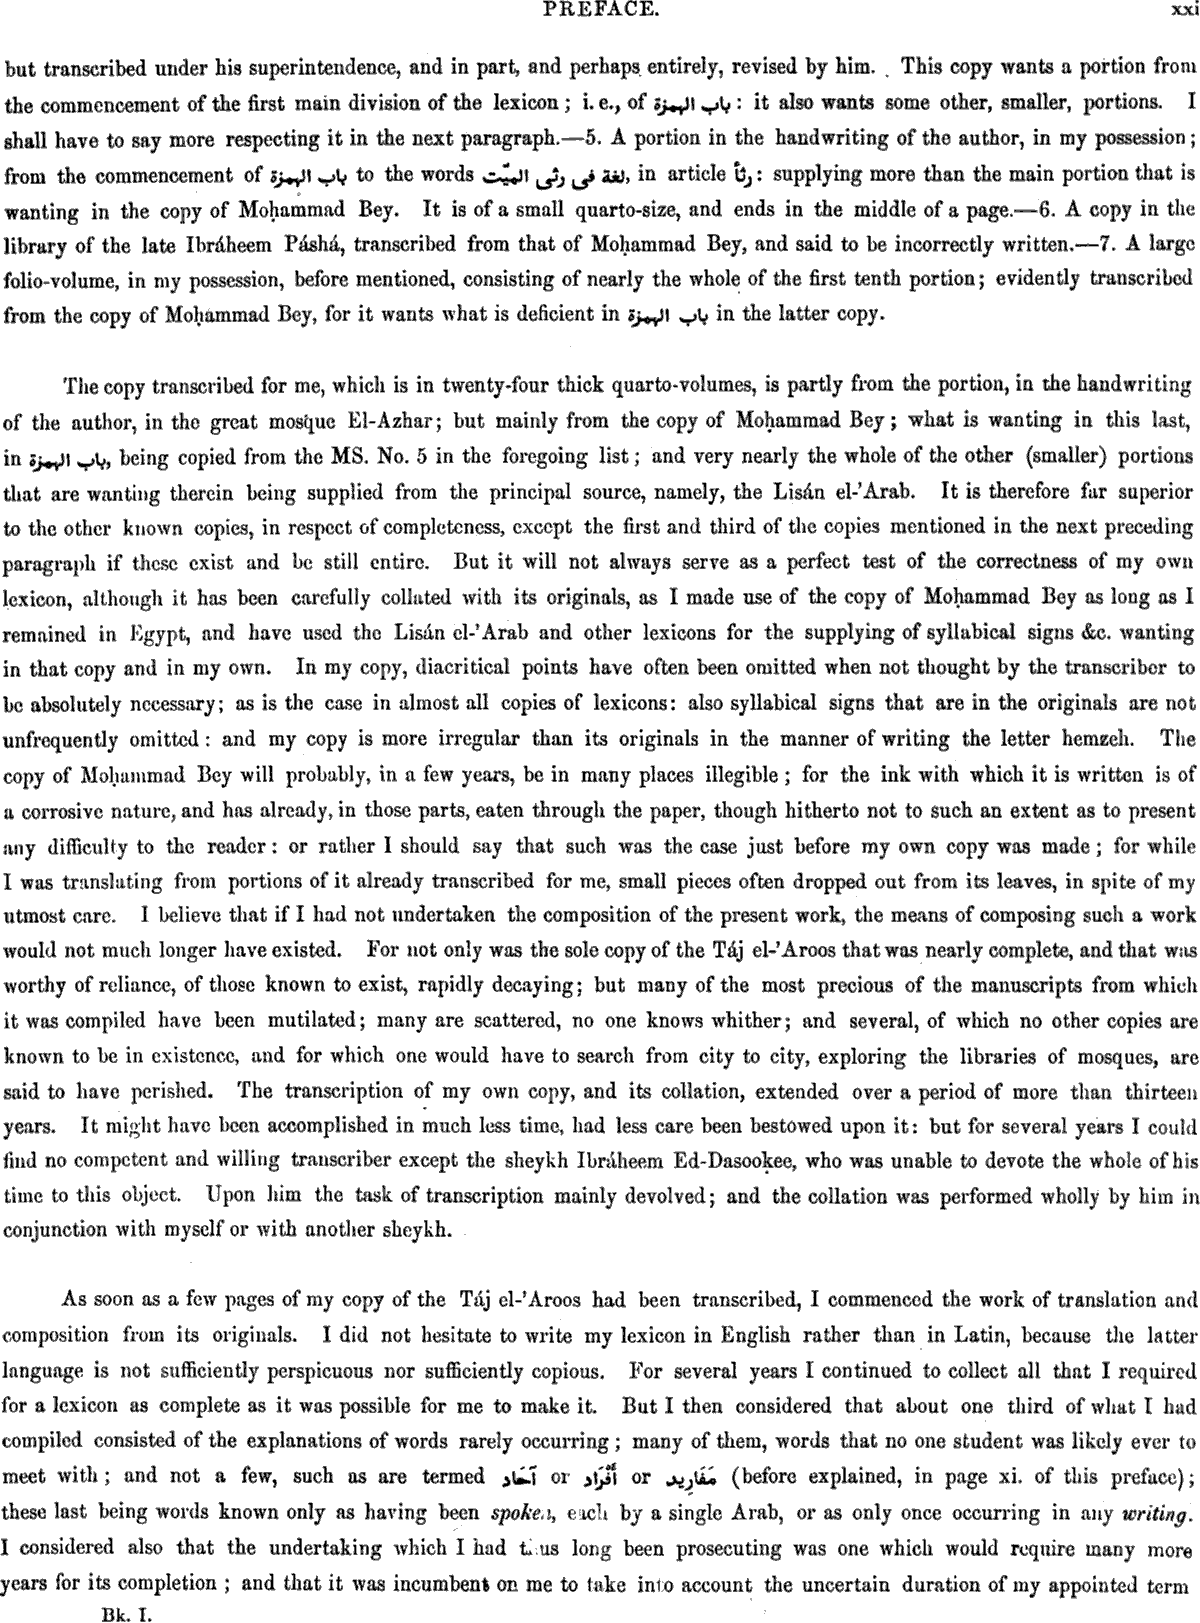 PREFACE. xxi
but transcribed under his superintendence, and in part, and perhaps entirely, revised by him. This copy wants a portion from
the commencement of the first main division of the lexicon; i. e., of باب الهمزة: it also wants some other, smaller, portions. I
shall have to say more respecting it in the next paragraph.—5. A portion in the handwriting of the author, in my possession;
from the commencement of باب الهمزة to the words لغة فى رثى الميّت, in article رثأ: supplying more than the main portion that is
wanting in the copy of Moḥammad Bey. It is of a small quarto-size, and ends in the middle of a page.—6. A copy in the
library of the late Ibráheem Páshá, transcribed from that of Moḥammad Bey, and said to be incorrectly written.—7. A large
folio-volume, in my possession, before mentioned, consisting of nearly the whole of the first tenth portion; evidently transcribed
from the copy of Moḥammad Bey, for it wants what is deficient in باب الهمزة in the latter copy.
The copy transcribed for me, which is in twenty-four thick quarto-volumes, is partly from the portion, in the handwriting
of the author, in the great mosque El-Azhar; but mainly from the copy of Moḥammad Bey; what is wanting in this last,
in باب الهمزة, being copied from the MS. No. 5 in the foregoing list; and very nearly the whole of the other (smaller) portions
that are wanting therein being supplied from the principal source, namely, the Lisán el-'Arab. It is therefore far superior
to the other known copies, in respect of completeness, except the first and third of the copies mentioned in the next preceding
paragraph if these exist and be still entire. But it will not always serve as a perfect test of the correctness of my own
lexicon, although it has been carefully collated with its originals, as I made use of the copy of Moḥammad Bey as long as I
remained in Egypt, and have used the Lisán el-'Arab and other lexicons for the supplying of syllabical signs &c. wanting
in that copy and in my own. In my copy, diacritical points have often been omitted when not thought by the transcriber to
be absolutely necessary; as is the case in almost all copies of lexicons: also syllabical signs that are in the originals are not
unfrequently omitted: and my copy is more irregular than its originals in the manner of writing the letter hemzeh. The
copy of Moḥammad Bey will probably, in a few years, be in many places illegible; for the ink with which it is written is of
a corrosive nature, and has already, in those parts, eaten through the paper, though hitherto not to such an extent as to present
any difficulty to the reader: or rather I should say that such was the case just before my own copy was made; for while
I was translating from portions of it already transcribed for me, small pieces often dropped out from its leaves, in spite of my
utmost care. I believe that if I had not undertaken the composition of the present work, the means of composing such a work
would not much longer have existed. For not only was the sole copy of the Táj el-'Aroos that was nearly complete, and that was
worthy of reliance, of those known to exist, rapidly decaying; but many of the most precious of the manuscripts from which
it was compiled have been mutilated; many are scattered, no one knows whither; and several, of which no other copies are
known to be in existence, and for which one would have to search from city to city, exploring the libraries of mosques, are
said to have perished. The transcription of my own copy, and its collation, extended over a period of more than thirteen
years. It might have been accomplished in much less time, had less care been bestowed upon it: but for several years I could
find no competent and willing transcriber except the sheykh Ibráheem Ed-Dasooḳee, who was unable to devote the whole of his
time to this object. Upon him the task of transcription mainly devolved; and the collation was performed wholly by him in
conjunction with myself or with another sheykh.
As soon as a few pages of my copy of the Táj el-'Aroos had been transcribed, I commenced the work of translation and
composition from its originals. I did not hesitate to write my lexicon in English rather than in Latin, because the latter
language is not sufficiently perspicuous nor sufficiently copious. For several years I continued to collect all that I required
for a lexicon as complete as it was possible for me to make it. But I then considered that about one third of what I had
compiled consisted of the explanations of words rarely occurring; many of them, words that no one student was likely ever to
meet with; and not a few, such as are termed آحَاد or أَفْرَاد or مَفَارِيد (before explained, in page xi. of this preface);
these last being words known only as having been spoken, each by a single Arab, or as only once occurring in any writing.
I considered also that the undertaking which I had thus long been prosecuting was one which would require many more
years for its completion; and that it was incumbent on me to take into account the uncertain duration of my appointed term
Bk. I.